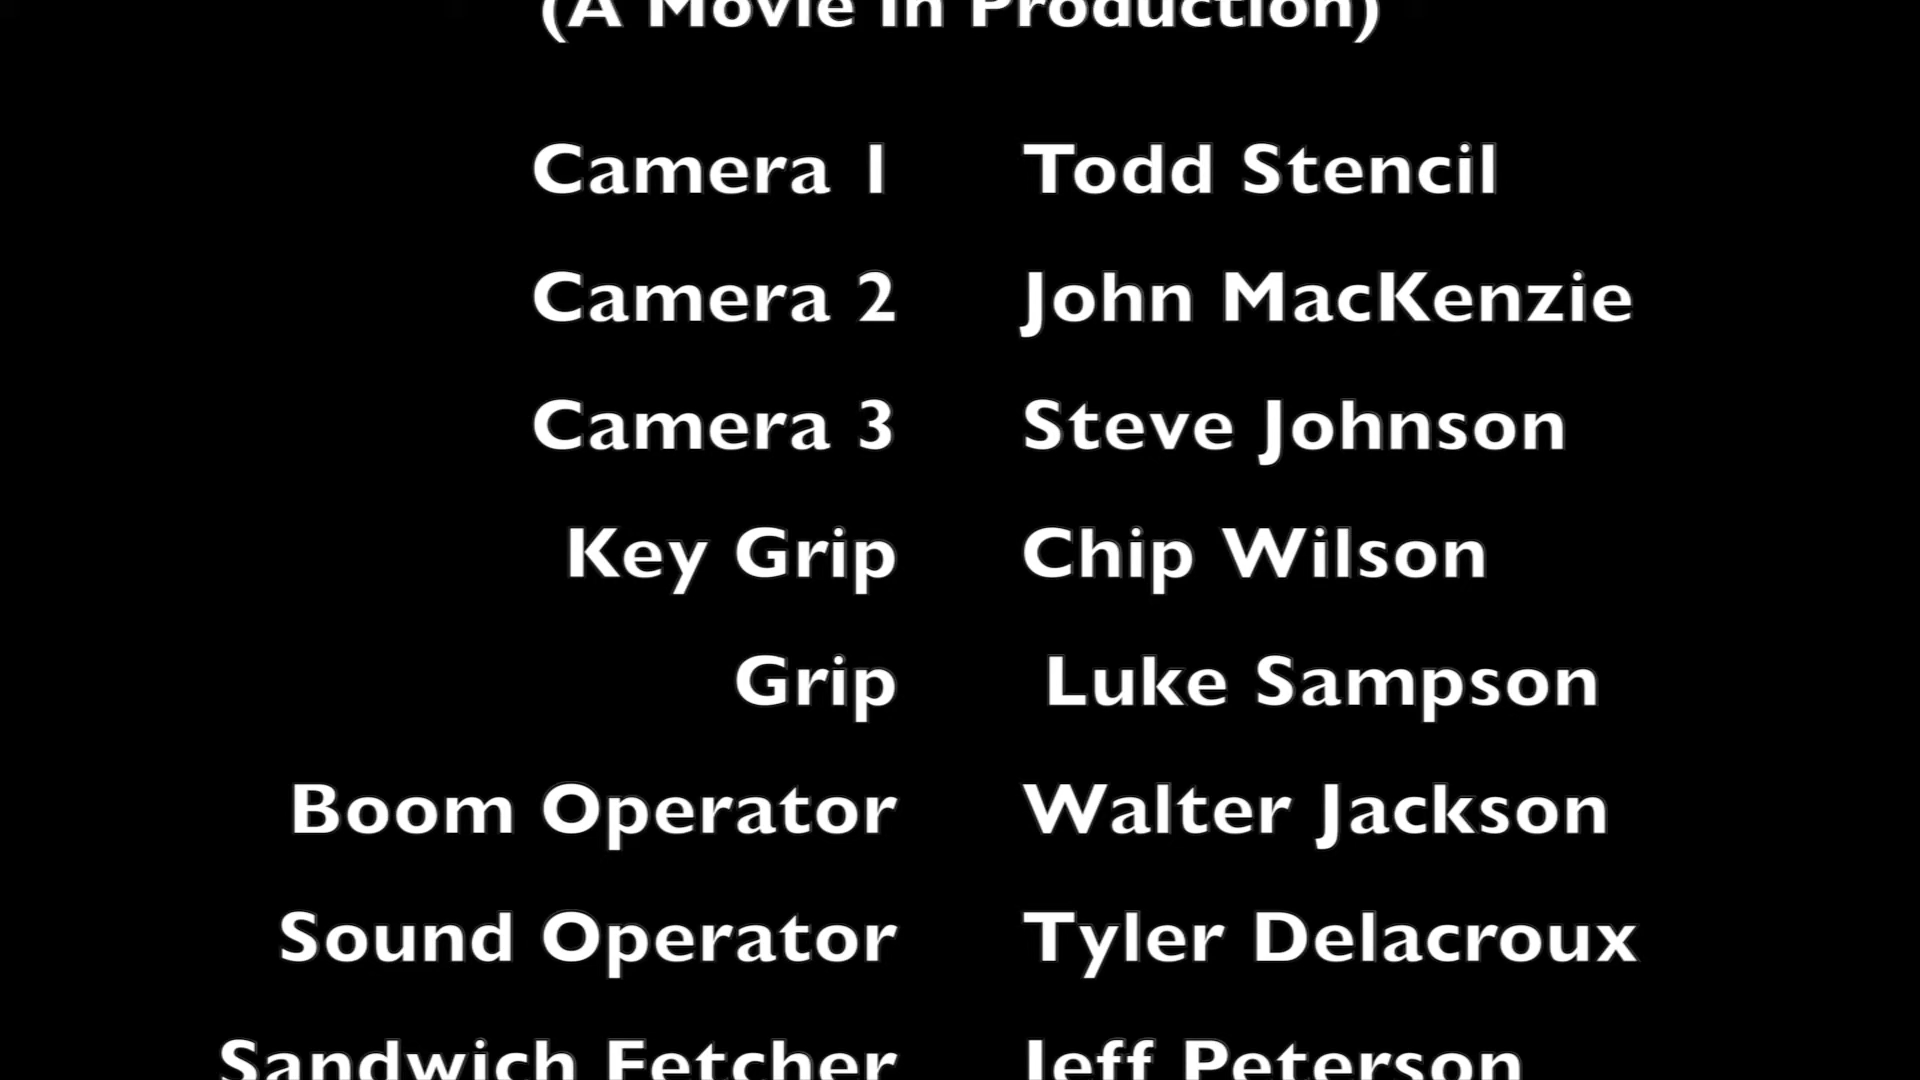 (A Movie In Production)
Camera 1 Todd Stencil
Camera 2 John MacKenzie
Camera 3 Steve Johnson
Key Grip Chip Wilson
Grip Luke Sampson
Boom Operator Walter Jackson
Sound Operator Tyler Delacroux
Sandwich Fetcher Jeff Peterson